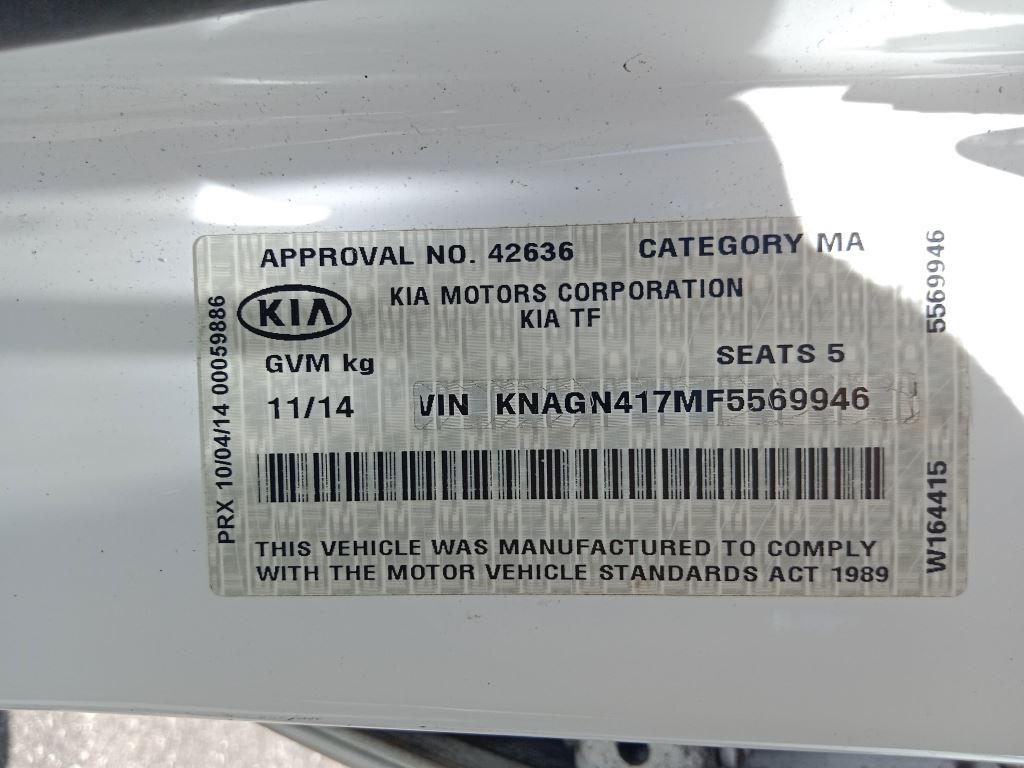 APPROVAL NO. 42636 CATEGORY MA
KIA KIA MOTORS CORPORATION
KIA TF
GVM kg SEATS 5
11/14 VIN KNAGN417MF5569946
THIS VEHICLE WAS MANUFACTURED TO COMPLY
WITH THE MOTOR VEHICLE STANDARDS ACT 1989
PRX 10/04/14 00059886
W164415 5569946